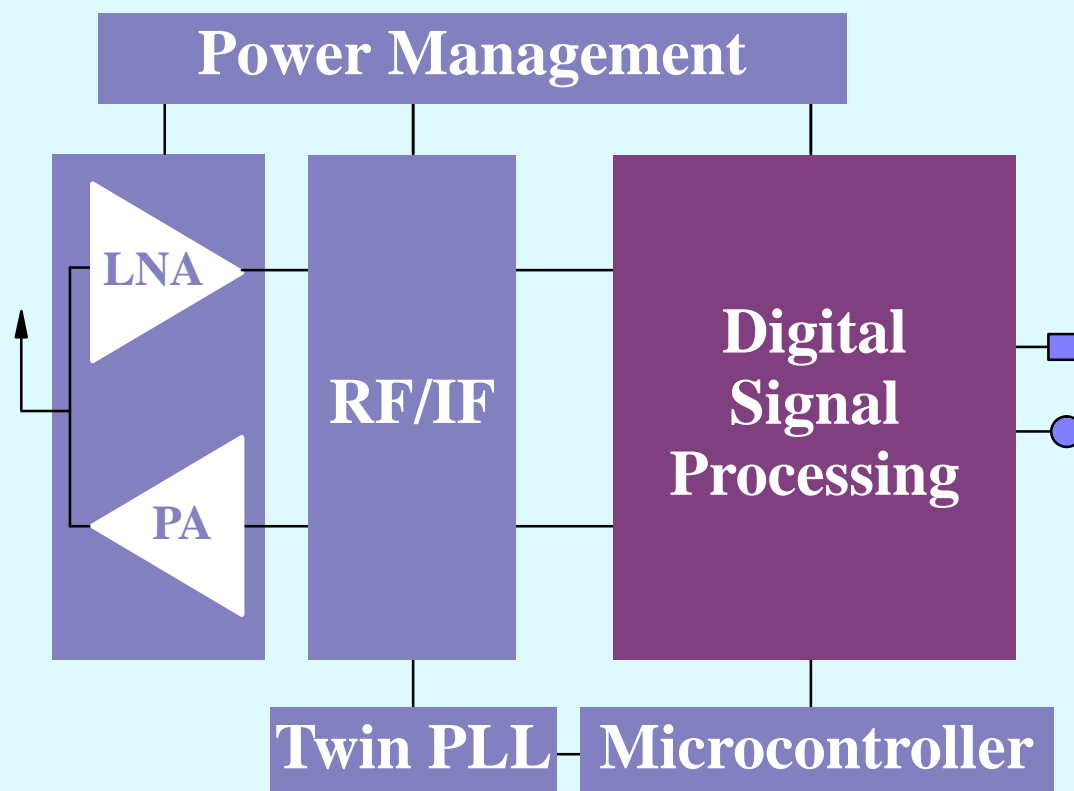 Power Management
LNA
RF/IF
Digital
Signal
Processing
PA
Twin PLL
Microcontroller